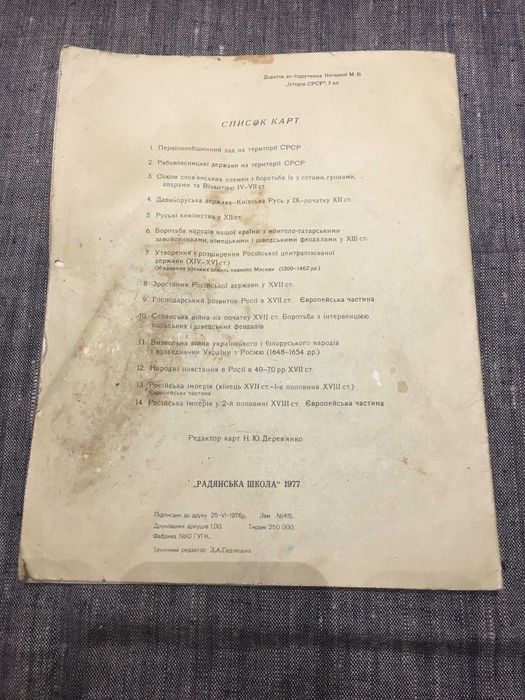 Додаток до підручника Нечкіної М. В
„Історія СРСР", 7 кл
СПИСОК КАРТ
1. Первіснообщинний лад на території СРСР
2. Рабовласницькі держави на території СРСР
3 Союзи слов'янських племен і боротьба їх з готами, гуннами,
аварами та Візантією IV–VII ст
4. Давньоруська держава–Київська Русь у IX–початку XII ст.
5 Руські князівства у XII ст.
6. Боротьба народів нашої країни з монголо-татарськими
завойовниками, німецькими і шведськими феодалами у XIII ст.
7 Утворення і розширення Російської централізованої
держави (XIV–XVI ст.)
Об'єднання руських земель навколо Москви (1300–1462 рр.)
8 Зростання Російської держави у XVII ст.
9 Господарський розвиток Росії в XVII ст. Європейська частина
10. Селянська війна на початку XVII ст. Боротьба з інтервенцією
польських і шведських феодалів
11. Визвольна війна українського і білоруського народів
і возз'єднання України з Росією (1648–1654 рр.)
12. Народні повстання в Росії в 40–70 рр. XVII ст.
13. Російська імперія (кінець XVII ст.–1-а половина XVIII ст.)
Європейська частина
14. Російська імперія у 2-й половині XVIII ст. Європейська частина
Редактор карт Н. Ю. Дерев'янко
„РАДЯНСЬКА ШКОЛА" 1977
Підписано до друку 25-VI-1976р. Зам №415.
Друкованих аркушів 1.00. Тираж 250 000.
Фабрика №10 ГУГК.
Технічний редактор З.А.Седлецька.